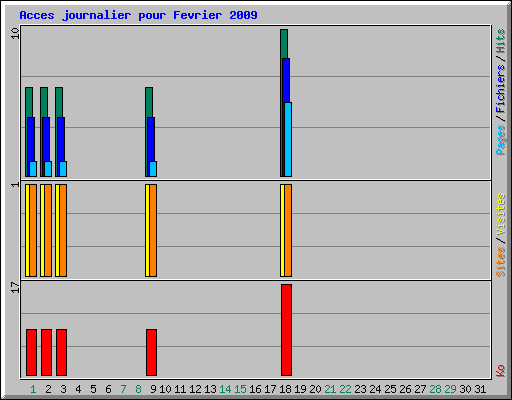 Acces journalier pour Fevrier 2009
10
Pages / Fichiers / Hits
1
Sites / Visites
17
Ko
1 2 3 4 5 6 7 8 9 10 11 12 13 14 15 16 17 18 19 20 21 22 23 24 25 26 27 28 29 30 31